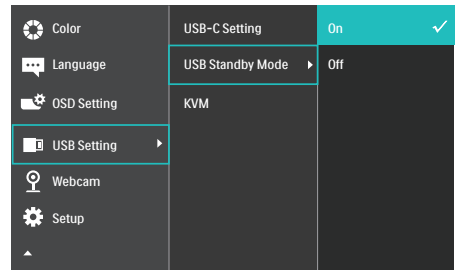 Color
Language
OSD Setting
USB Setting
Webcam
Setup
USB-C Setting
USB Standby Mode
KVM
On
Off